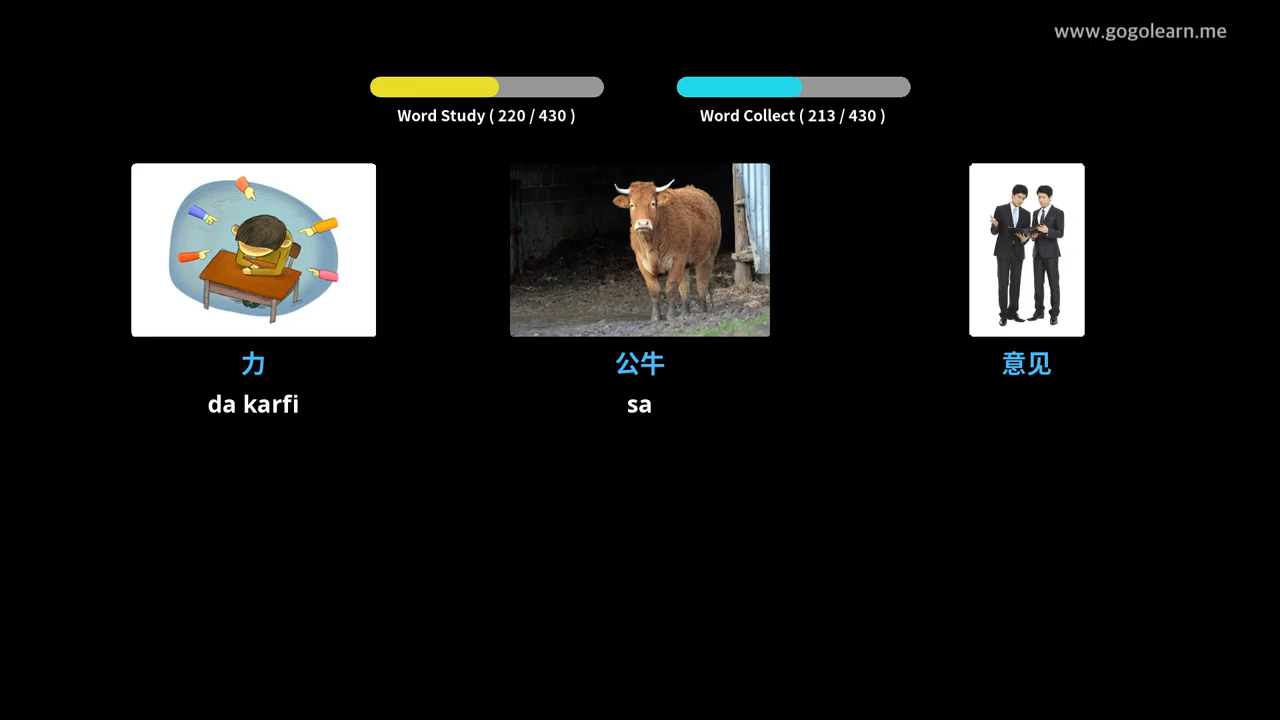 www.gogolearn.me
Word Study ( 220 / 430 )
Word Collect ( 213 / 430 )
力
公牛
意见
da karfi
sa